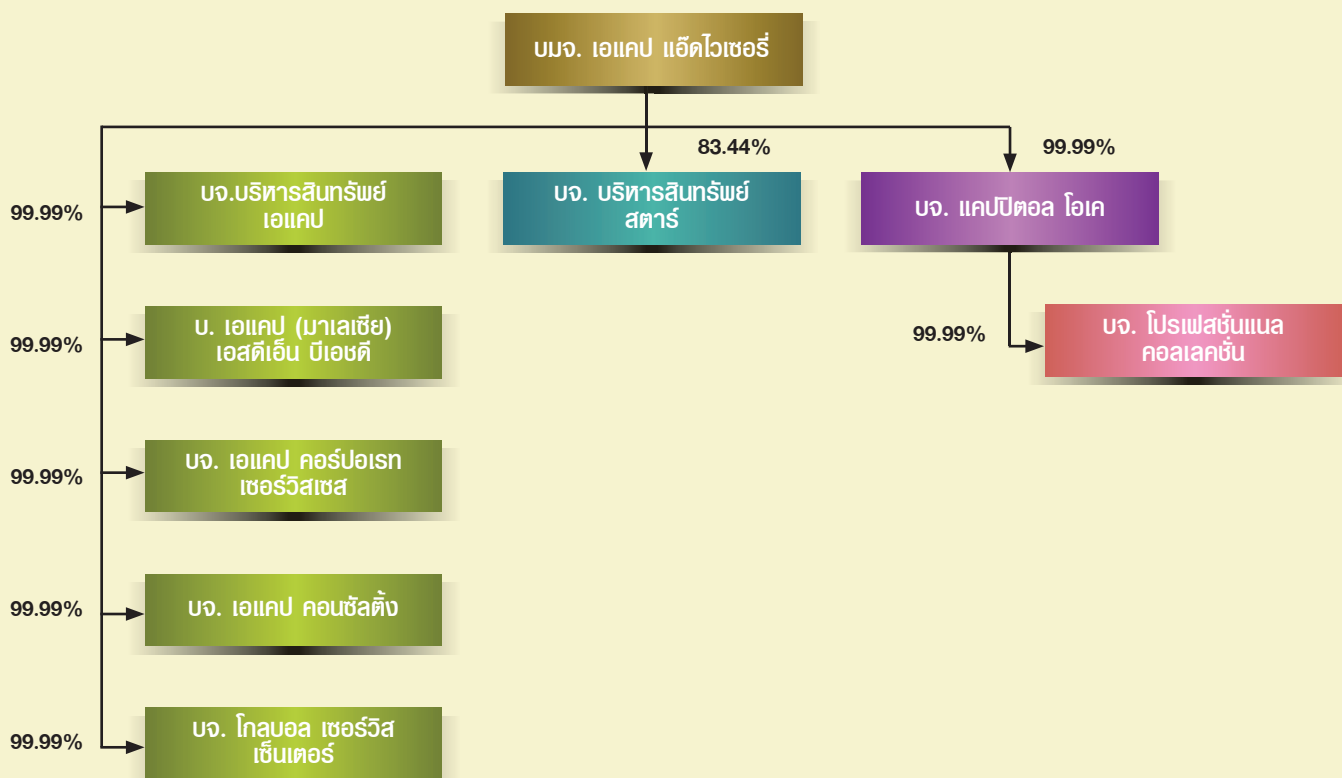 บมจ. เอแคป แอ๊ดไวเซอรี่
83.44%
99.99%
99.99%
บจ.บริหารสินทรัพย์
เอแคป
บจ. บริหารสินทรัพย์
สตาร์
บจ. แคปปิตอล โอเค
99.99%
บ. เอแคป (มาเลเซีย)
เอสดีเอ็น บีเอชดี
99.99%
บจ. โปรเฟสชั่นแนล
คอลเลคชั่น
99.99%
บจ. เอแคป คอร์ปอเรท
เซอร์วิสเซส
99.99%
บจ. เอแคป คอนซัลติ้ง
99.99%
บจ. โกลบอล เซอร์วิส
เซ็นเตอร์